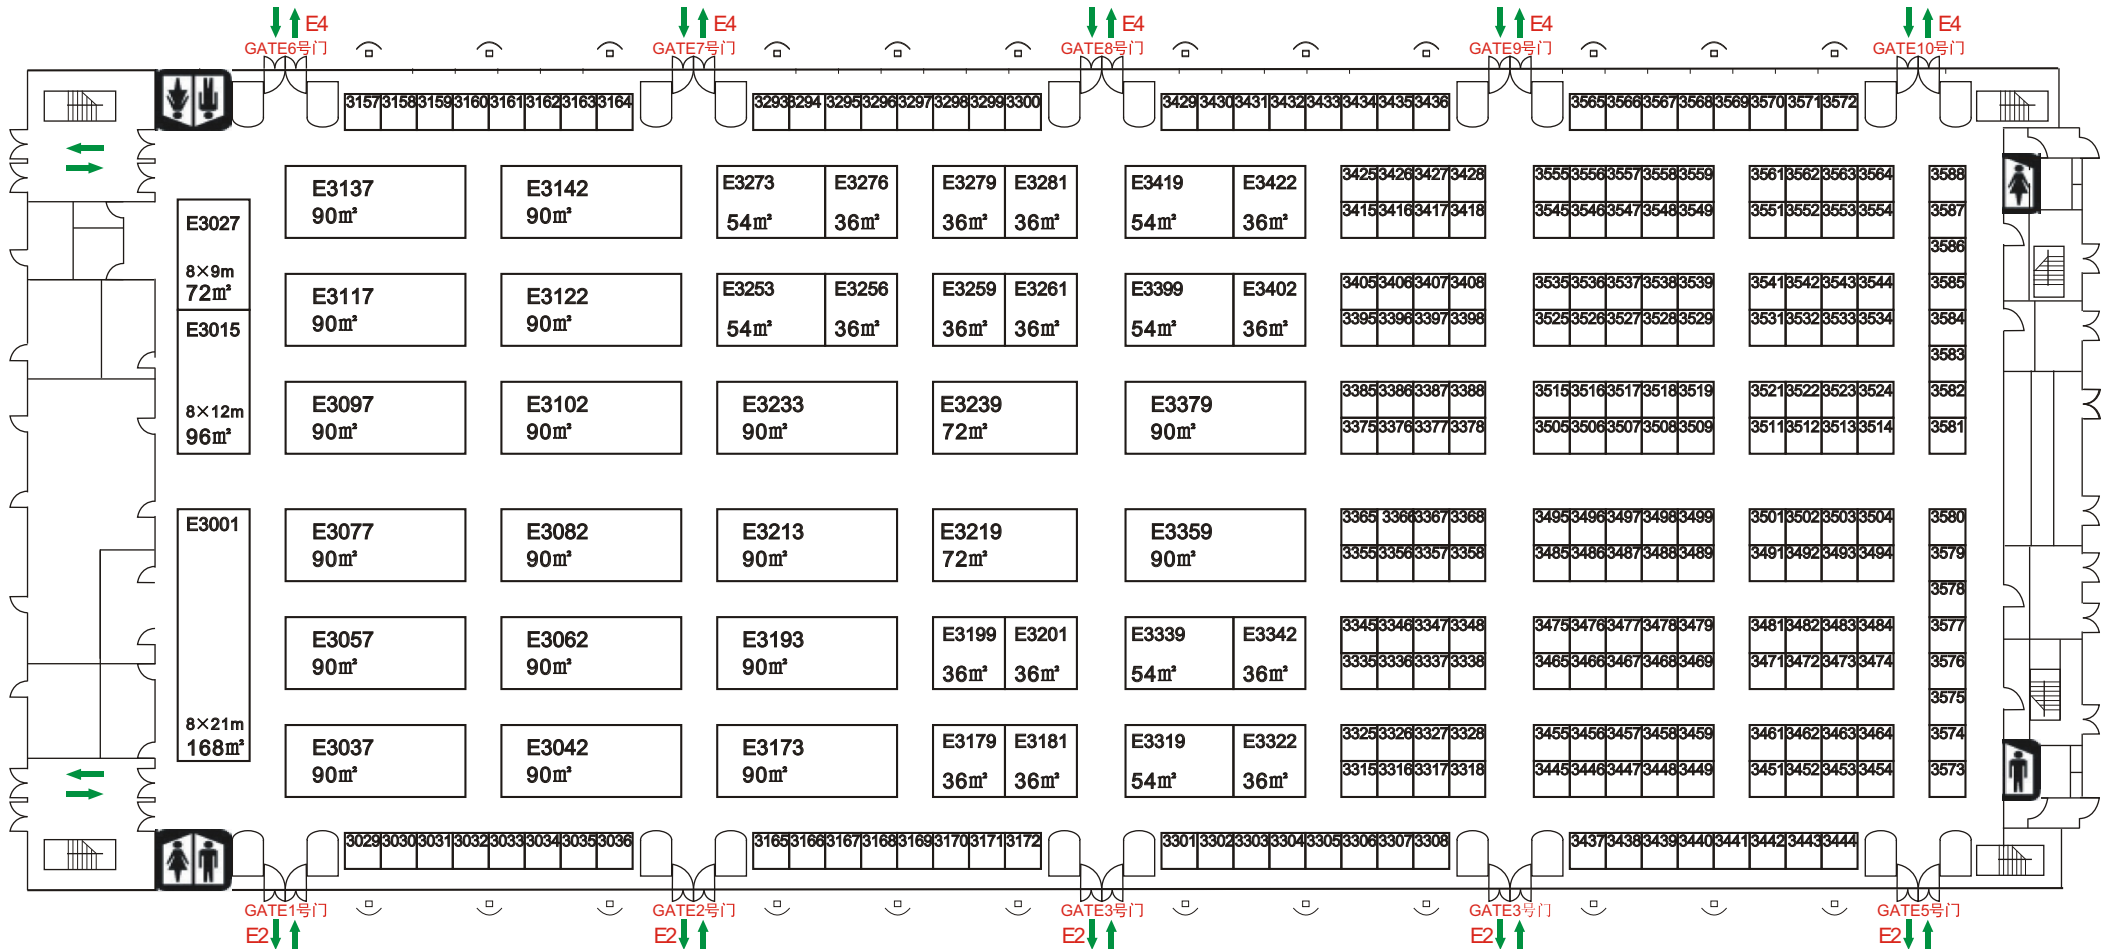 E4 E4 E4 E4 E4
GATE6号门 GATE7号门 GATE8号门 GATE9号门 GATE10号门
3157 3158 3159 3160 3161 3162 3163 3164 3293 3294 3295 3296 3297 3298 3299 3300 3429 3430 3431 3432 3433 3434 3435 3436 3565 3566 3567 3568 3569 3570 3571 3572
E3137 E3142 E3273 E3276 E3279 E3281 E3419 E3422 3425 3426 3427 3428 3555 3556 3557 3558 3559 3561 3562 3563 3564 3588
90㎡ 90㎡ 54㎡ 36㎡ 36㎡ 36㎡ 54㎡ 36㎡ 3415 3416 3417 3418 3545 3546 3547 3548 3549 3551 3552 3553 3554 3587
E3027
3586
8×9m
72㎡
E3117 E3122 E3253 E3256 E3259 E3261 E3399 E3402 3405 3406 3407 3408 3535 3536 3537 3538 3539 3541 3542 3543 3544 3585
90㎡ 90㎡ 54㎡ 36㎡ 36㎡ 36㎡ 54㎡ 36㎡ 3395 3396 3397 3398 3525 3526 3527 3528 3529 3531 3532 3533 3534 3584
E3015
3583
8×12m
96㎡
E3097 E3102 E3233 E3239 E3379 3385 3386 3387 3388 3515 3516 3517 3518 3519 3521 3522 3523 3524 3582
90㎡ 90㎡ 90㎡ 72㎡ 90㎡ 3375 3376 3377 3378 3505 3506 3507 3508 3509 3511 3512 3513 3514 3581
E3001
E3077 E3082 E3213 E3219 E3359 3365 3366 3367 3368 3495 3496 3497 3498 3499 3501 3502 3503 3504 3580
90㎡ 90㎡ 90㎡ 72㎡ 90㎡ 3355 3356 3357 3358 3485 3486 3487 3488 3489 3491 3492 3493 3494 3579
3578
E3057 E3062 E3193 E3199 E3201 E3339 E3342 3345 3346 3347 3348 3475 3476 3477 3478 3479 3481 3482 3483 3484 3577
90㎡ 90㎡ 90㎡ 36㎡ 36㎡ 54㎡ 36㎡ 3335 3336 3337 3338 3465 3466 3467 3468 3469 3471 3472 3473 3474 3576
3575
8×21m
168㎡
E3037 E3042 E3173 E3179 E3181 E3319 E3322 3325 3326 3327 3328 3455 3456 3457 3458 3459 3461 3462 3463 3464 3574
90㎡ 90㎡ 90㎡ 36㎡ 36㎡ 54㎡ 36㎡ 3315 3316 3317 3318 3445 3446 3447 3448 3449 3451 3452 3453 3454 3573
3029 3030 3031 3032 3033 3034 3035 3036 3165 3166 3167 3168 3169 3170 3171 3172 3301 3302 3303 3304 3305 3306 3307 3308 3437 3438 3439 3440 3441 3442 3443 3444
GATE1号门 GATE2号门 GATE3号门 GATE3号门 GATE5号门
E2 E2 E2 E2 E2